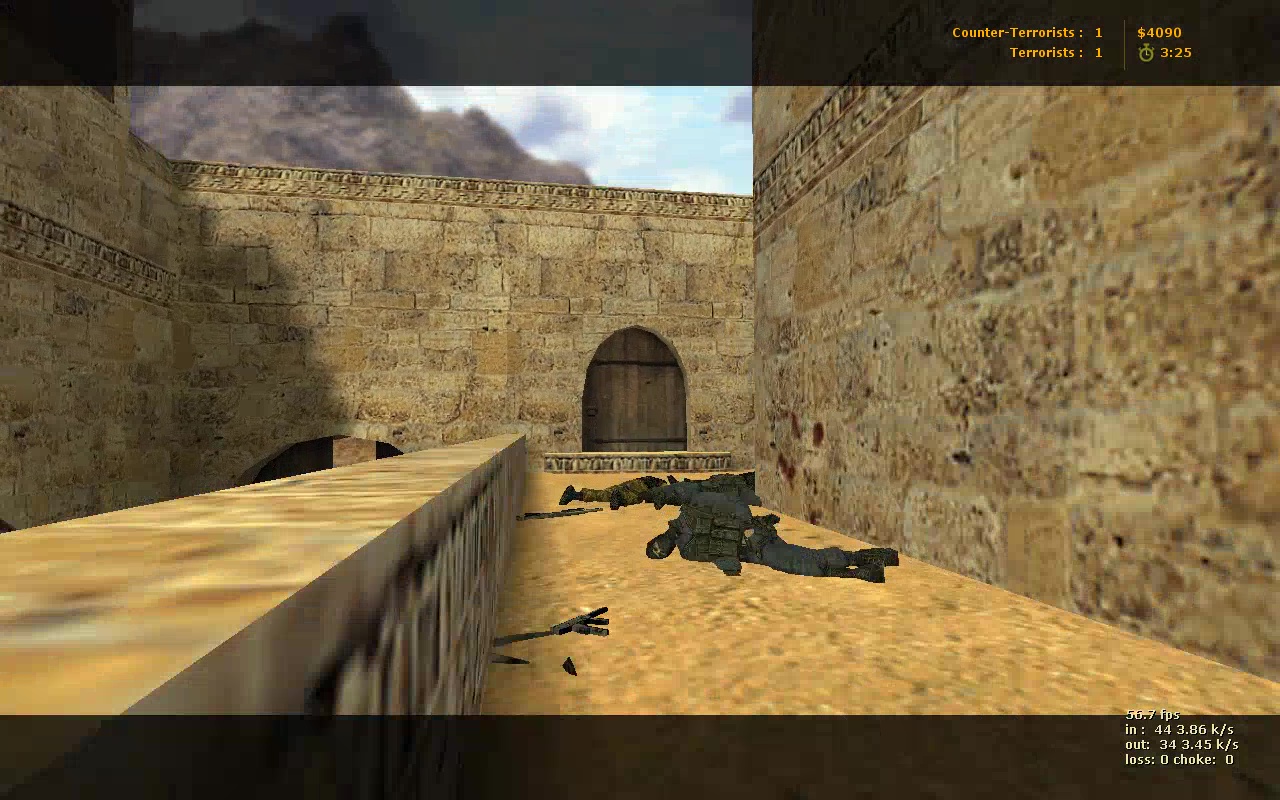 Counter-Terrorists : 1 $4090
Terrorists : 1 3:25
56.7 fps
in : 44 3.86 k/s
out: 34 3.45 k/s
loss: 0 choke: 0